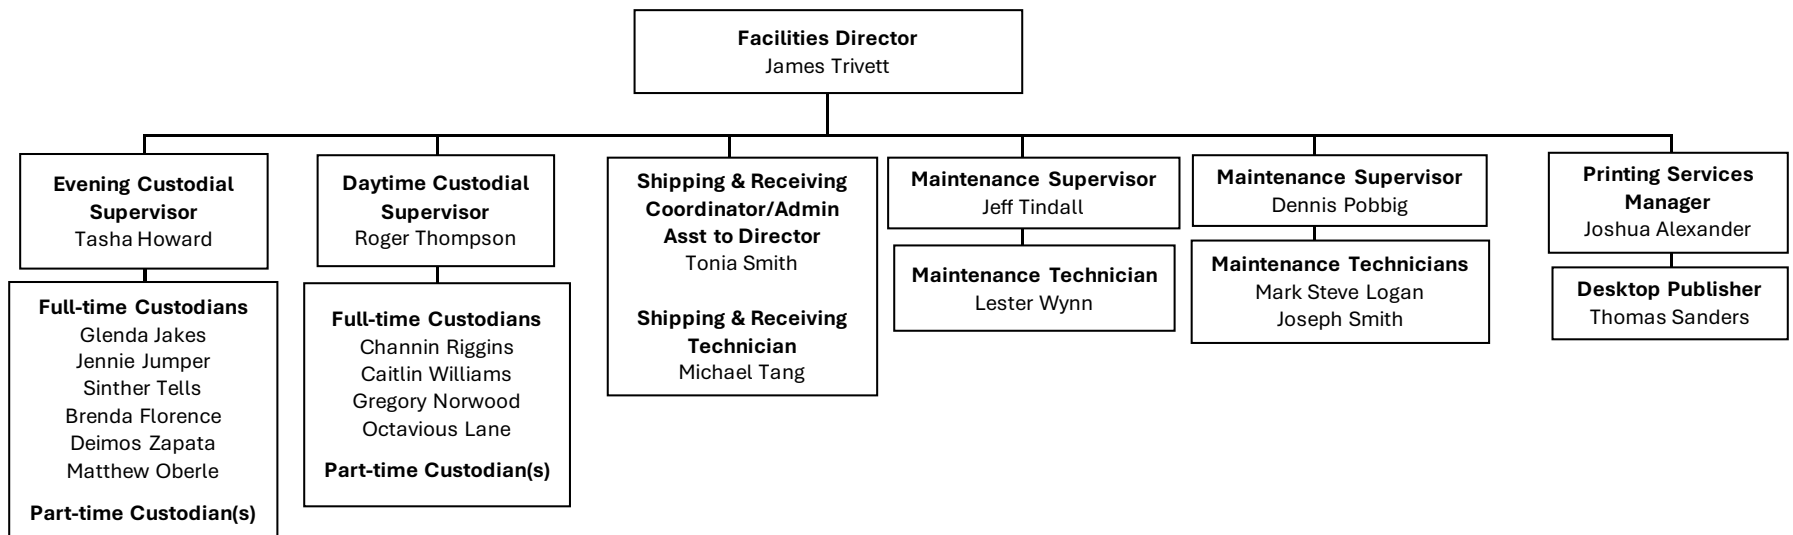 Facilities Director
James Trivett
Evening Custodial
Supervisor
Tasha Howard
Full-time Custodians
Glenda Jakes
Jennie Jumper
Sinther Tells
Brenda Florence
Deimos Zapata
Matthew Oberle
Part-time Custodian(s)
Daytime Custodial
Supervisor
Roger Thompson
Full-time Custodians
Channin Riggins
Caitlin Williams
Gregory Norwood
Octavious Lane
Part-time Custodian(s)
Shipping & Receiving
Coordinator/Admin
Asst to Director
Tonia Smith
Shipping & Receiving
Technician
Michael Tang
Maintenance Supervisor
Jeff Tindall
Maintenance Technician
Lester Wynn
Maintenance Supervisor
Dennis Pobbig
Maintenance Technicians
Mark Steve Logan
Joseph Smith
Printing Services
Manager
Joshua Alexander
Desktop Publisher
Thomas Sanders